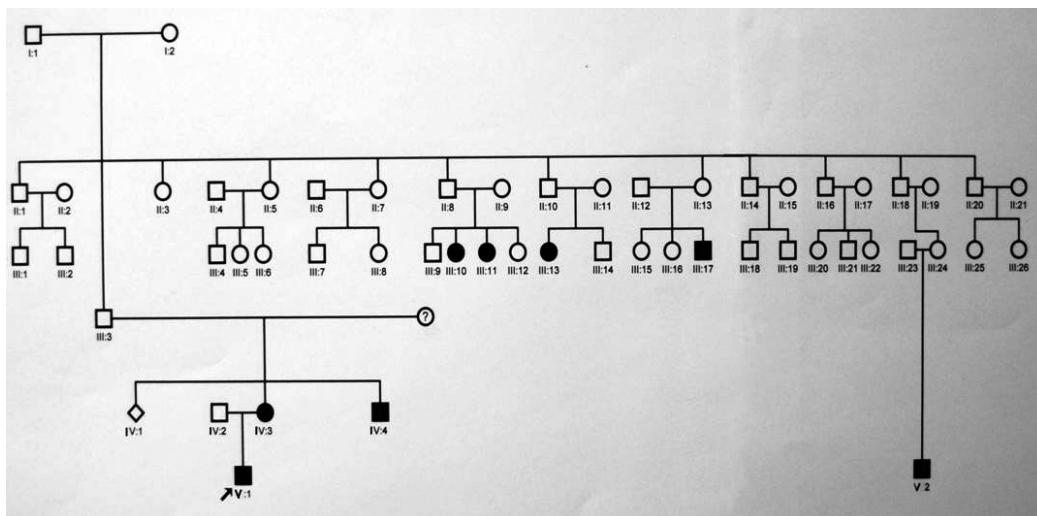 I:1 I:2
II:1 II:2 II:3 II:4 II:5 II:6 II:7 II:8 II:9 II:10 II:11 II:12 II:13 II:14 II:15 II:16 II:17 II:18 II:19 II:20 II:21
III:1 III:2 III:4 III:5 III:6 III:7 III:8 III:9 III:10 III:11 III:12 III:13 III:14 III:15 III:16 III:17 III:18 III:19 III:20 III:21 III:22 III:23 III:24 III:25 III:26
?
III:3
IV:1 IV:2 IV:3 IV:4
V:1 V:2